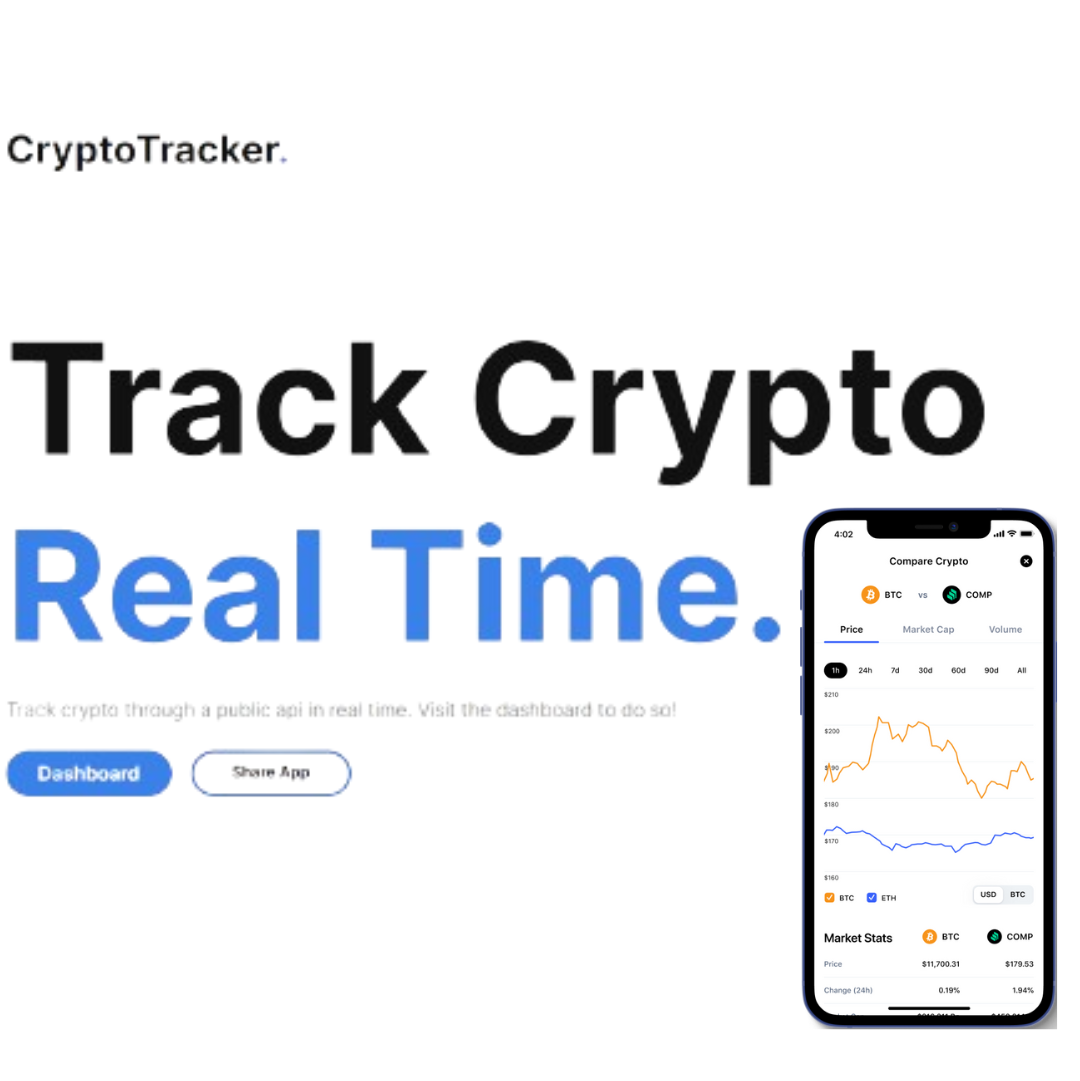 CryptoTracker.
Track Crypto
Real Time.
Track crypto through a public api in real time. Visit the dashboard to do so!
Dashboard
Share App
4:02
Compare Crypto
BTC vs COMP
Price Market Cap Volume
1h 24h 7d 30d 60d 90d All
$210
$200
$190
$180
$170
$160
BTC ETH USD BTC
Market Stats BTC COMP
Price $11,700.31 $179.53
Change (24h) 0.19% 1.94%